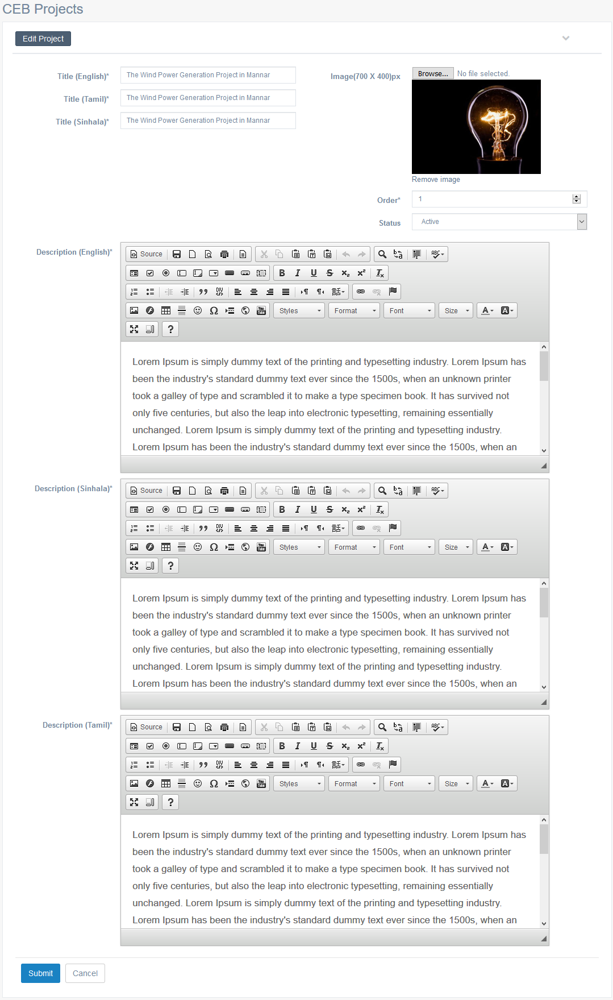 CEB Projects
Edit Project
Title (English)*
The Wind Power Generation Project in Mannar
Title (Tamil)*
The Wind Power Generation Project in Mannar
Title (Sinhala)*
The Wind Power Generation Project in Mannar
Image(700 X 400)px
Browse... No file selected.
Remove image
Order*
1
Status
Active
Description (English)*
Source
ABC
B I U S x₂ x² Tx
DIV
Styles Format Font Size A A
?
Lorem Ipsum is simply dummy text of the printing and typesetting industry. Lorem Ipsum has
been the industry's standard dummy text ever since the 1500s, when an unknown printer
took a galley of type and scrambled it to make a type specimen book. It has survived not
only five centuries, but also the leap into electronic typesetting, remaining essentially
unchanged. Lorem Ipsum is simply dummy text of the printing and typesetting industry.
Lorem Ipsum has been the industry's standard dummy text ever since the 1500s, when an
Description (Sinhala)*
Source
ABC
B I U S x₂ x² Tx
DIV
Styles Format Font Size A A
?
Lorem Ipsum is simply dummy text of the printing and typesetting industry. Lorem Ipsum has
been the industry's standard dummy text ever since the 1500s, when an unknown printer
took a galley of type and scrambled it to make a type specimen book. It has survived not
only five centuries, but also the leap into electronic typesetting, remaining essentially
unchanged. Lorem Ipsum is simply dummy text of the printing and typesetting industry.
Lorem Ipsum has been the industry's standard dummy text ever since the 1500s, when an
Description (Tamil)*
Source
ABC
B I U S x₂ x² Tx
DIV
Styles Format Font Size A A
?
Lorem Ipsum is simply dummy text of the printing and typesetting industry. Lorem Ipsum has
been the industry's standard dummy text ever since the 1500s, when an unknown printer
took a galley of type and scrambled it to make a type specimen book. It has survived not
only five centuries, but also the leap into electronic typesetting, remaining essentially
unchanged. Lorem Ipsum is simply dummy text of the printing and typesetting industry.
Lorem Ipsum has been the industry's standard dummy text ever since the 1500s, when an
Submit Cancel